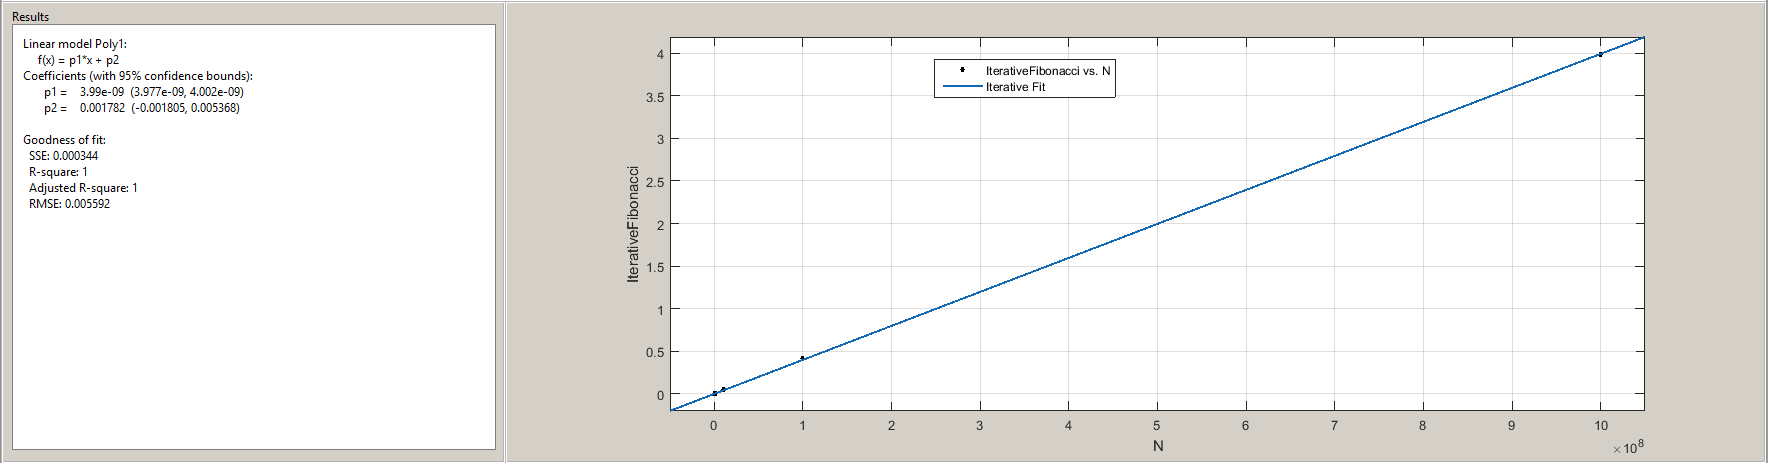 Results
Linear model Poly1:
f(x) = p1*x + p2
Coefficients (with 95% confidence bounds):
p1 = 3.99e-09 (3.977e-09, 4.002e-09)
p2 = 0.001782 (-0.001805, 0.005368)
Goodness of fit:
SSE: 0.000344
R-square: 1
Adjusted R-square: 1
RMSE: 0.005592
IterativeFibonacci vs. N
Iterative Fit
IterativeFibonacci
4
3.5
3
2.5
2
1.5
1
0.5
0
0 1 2 3 4 5 6 7 8 9 10
N
×10⁸